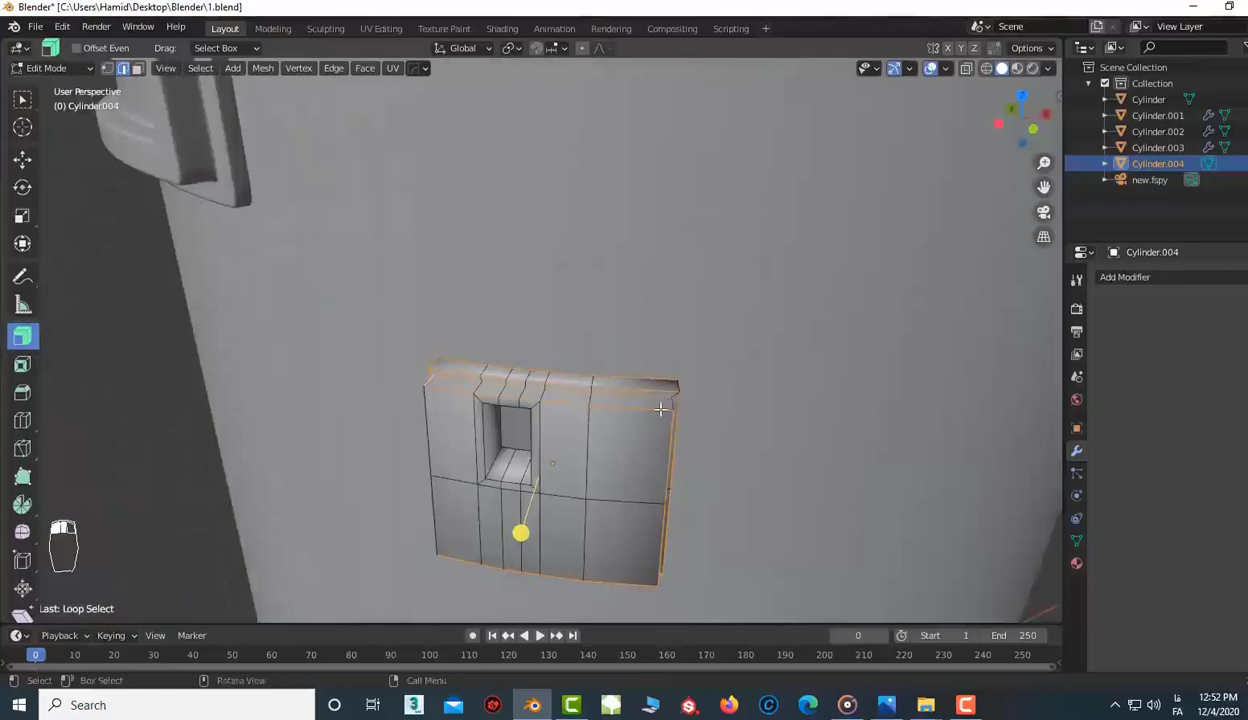 Blender* [C:\Users\Hamid\Desktop\Blender\1.blend]
File Edit Render Window Help Layout Modeling Sculpting UV Editing Texture Paint Shading Animation Rendering Compositing Scripting + Scene View Layer
Offset Even Drag: Select Box Global X Y Z Options
Edit Mode View Select Add Mesh Vertex Edge Face UV
User Perspective
(0) Cylinder.004
Scene Collection
Collection
Cylinder
Cylinder.001
Cylinder.002
Cylinder.003
Cylinder.004
new.fspy
Cylinder.004
Add Modifier
Last: Loop Select
Playback Keying View Marker 0 Start 1 End 250
0 10 20 30 40 50 60 70 80 90 100 110 120 130 140 150 160 170 180 190 200 210 220 230 240 250
Select Box Select Rotate View Call Menu
Search فا 12:52 PM
FA 12/4/2020